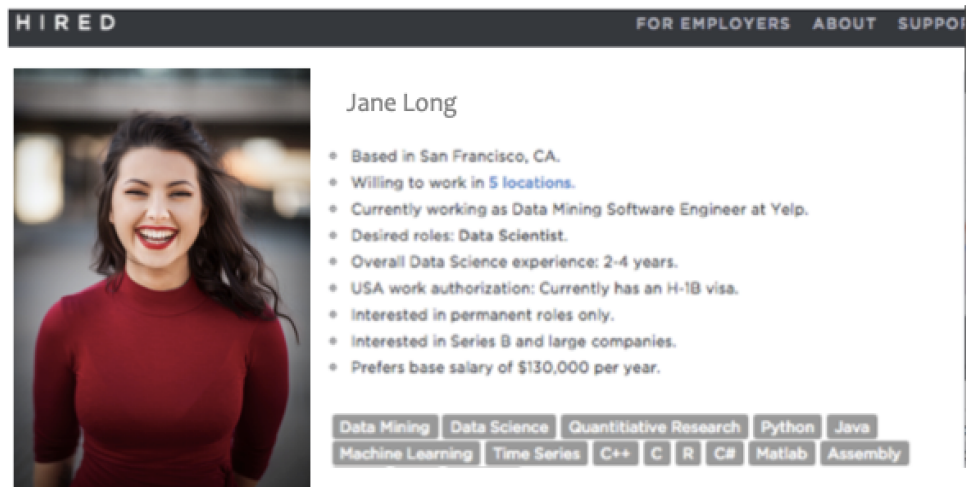 HIRED FOR EMPLOYERS ABOUT SUPPOR
Jane Long
Based in San Francisco, CA.
Willing to work in 5 locations.
Currently working as Data Mining Software Engineer at Yelp.
Desired roles: Data Scientist.
Overall Data Science experience: 2-4 years.
USA work authorization: Currently has an H-1B visa.
Interested in permanent roles only.
Interested in Series B and large companies.
Prefers base salary of $130,000 per year.
Data Mining Data Science Quantitiative Research Python Java
Machine Learning Time Series C++ C R C# Matlab Assembly